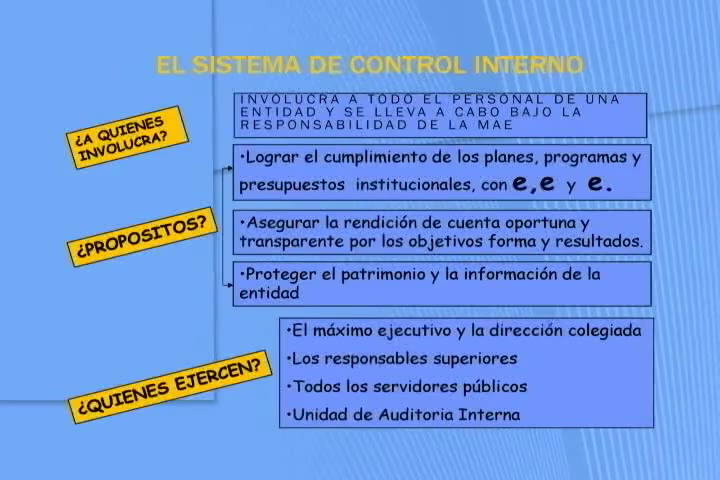 EL SISTEMA DE CONTROL INTERNO
¿A QUIENES
INVOLUCRA?
INVOLUCRA A TODO EL PERSONAL DE UNA
ENTIDAD Y SE LLEVA A CABO BAJO LA
RESPONSABILIDAD DE LA MAE
¿PROPOSITOS?
•Lograr el cumplimiento de los planes, programas y
presupuestos institucionales, con e,e y e.
•Asegurar la rendición de cuenta oportuna y
transparente por los objetivos forma y resultados.
•Proteger el patrimonio y la información de la
entidad
¿QUIENES EJERCEN?
•El máximo ejecutivo y la dirección colegiada
•Los responsables superiores
•Todos los servidores públicos
•Unidad de Auditoria Interna